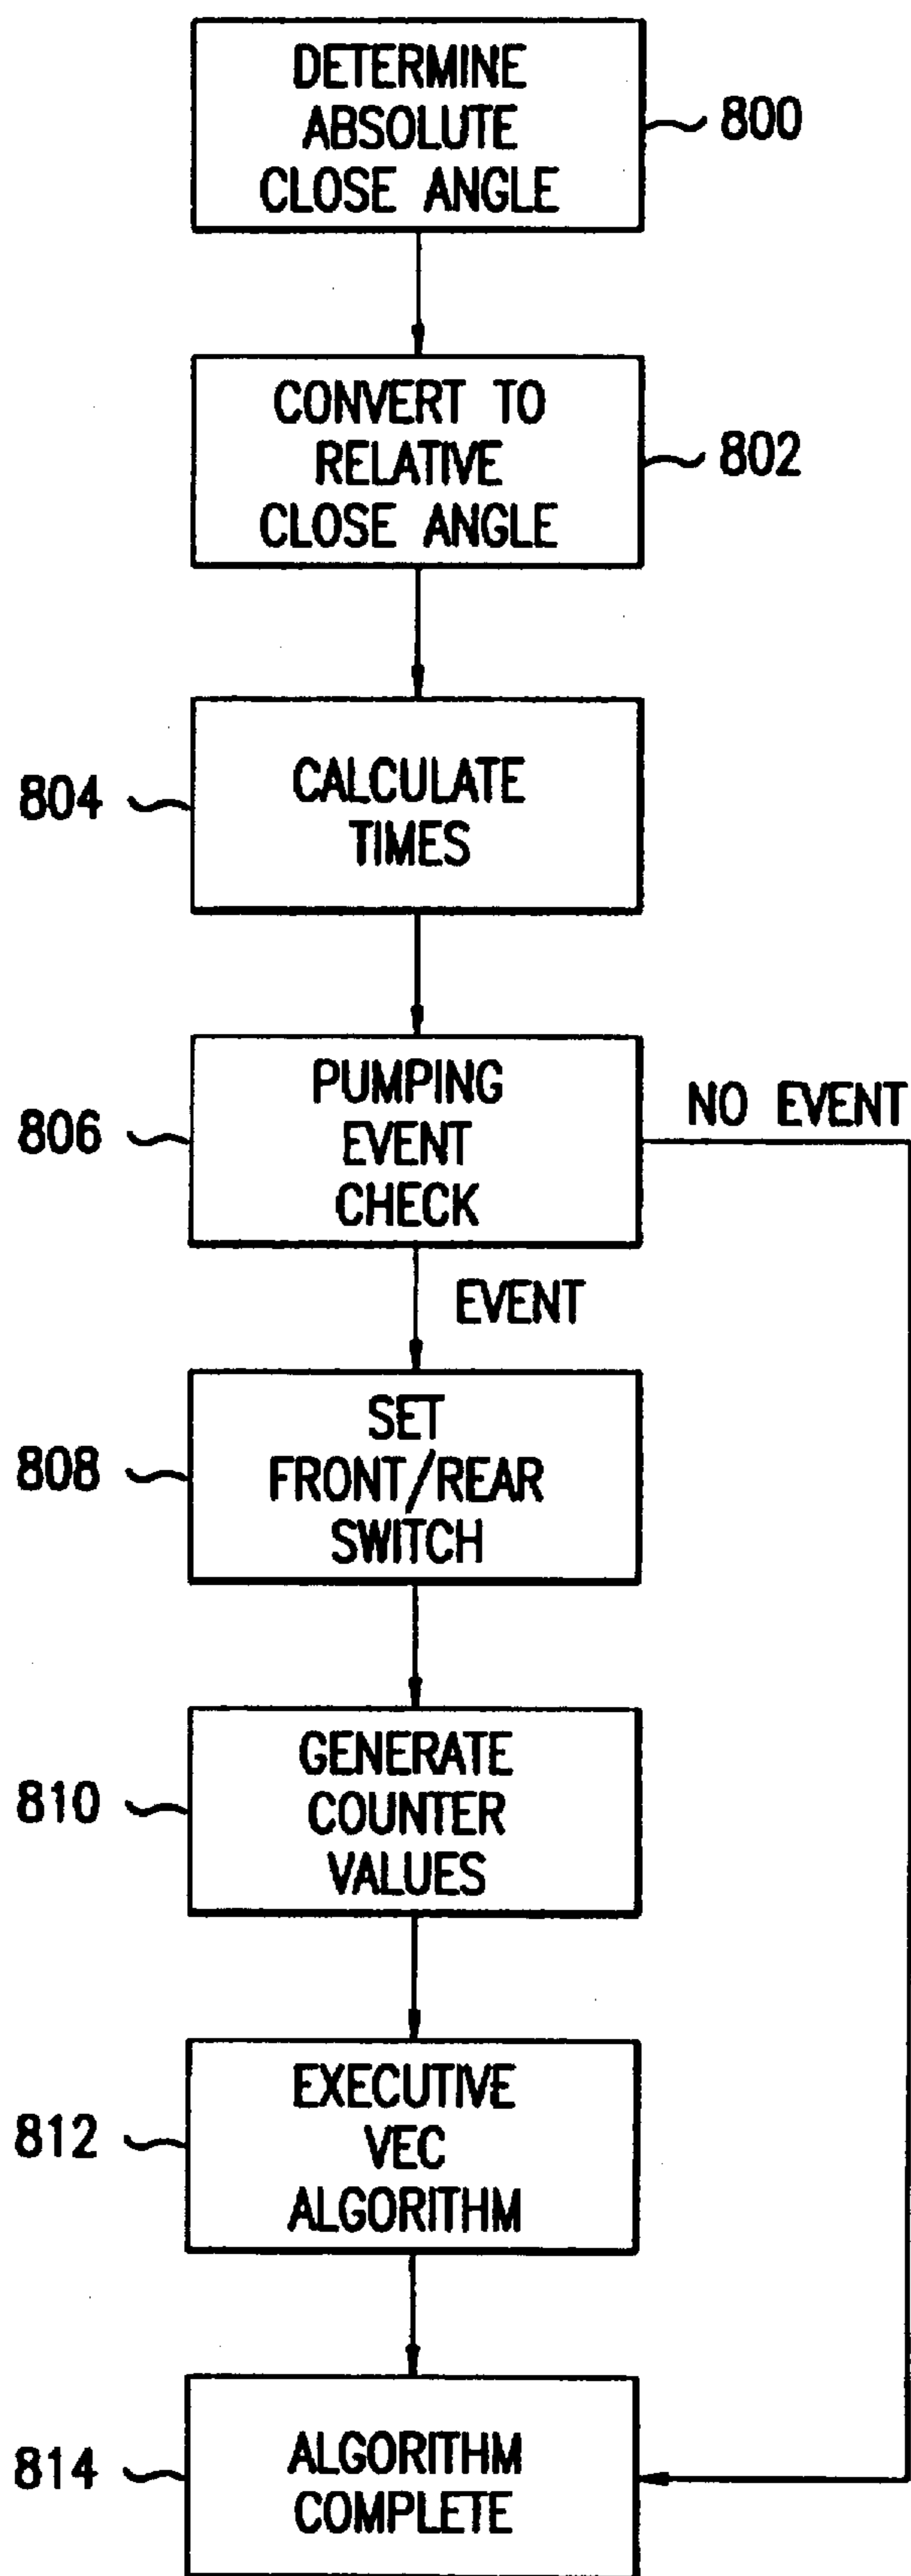 DETERMINE
ABSOLUTE
CLOSE ANGLE
800
CONVERT TO
RELATIVE
CLOSE ANGLE
802
804
CALCULATE
TIMES
806
PUMPING
EVENT
CHECK
NO EVENT
EVENT
808
SET
FRONT/REAR
SWITCH
810
GENERATE
COUNTER
VALUES
812
EXECUTIVE
VEC
ALGORITHM
814
ALGORITHM
COMPLETE